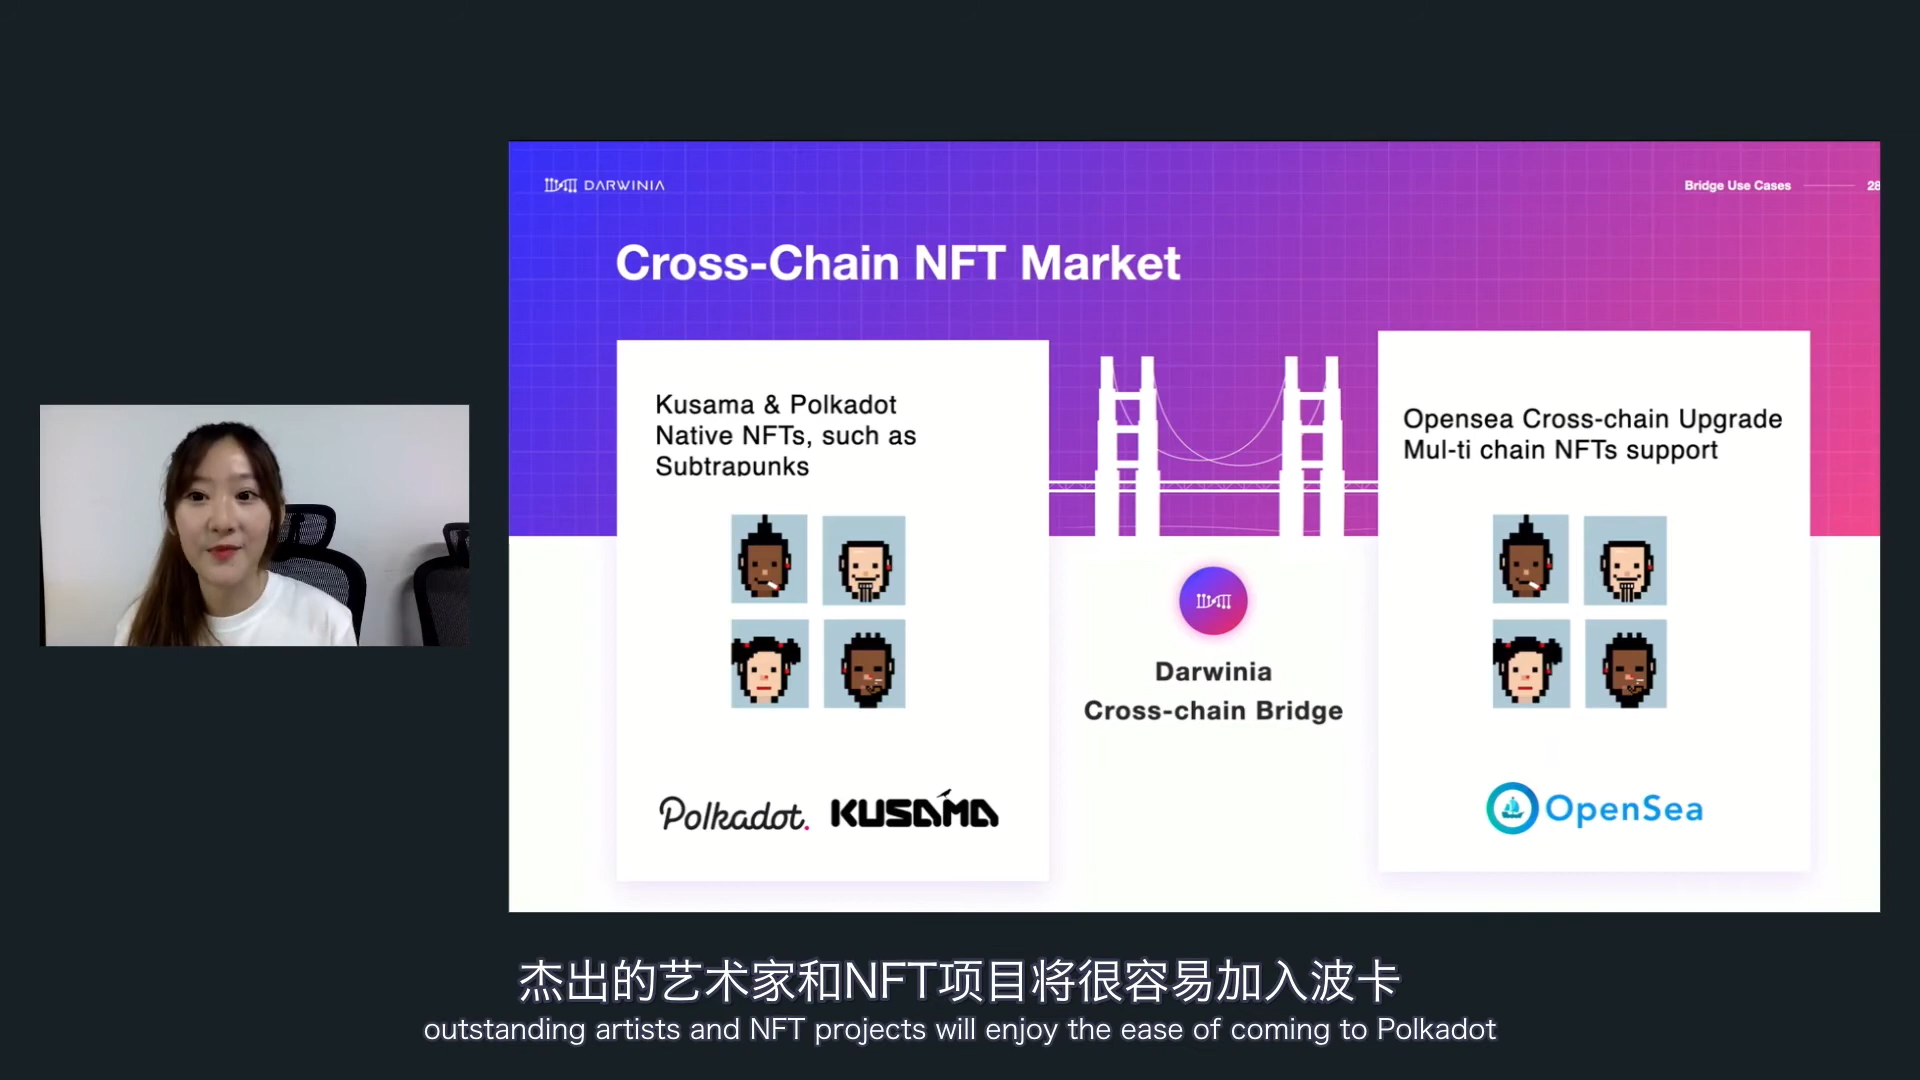 DARWINIA
Bridge Use Cases
28
Cross-Chain NFT Market
Kusama & Polkadot
Native NFTs, such as
Subtrapunks
Polkadot.
KUSAMA
Darwinia
Cross-chain Bridge
Opensea Cross-chain Upgrade
Mul-ti chain NFTs support
OpenSea
杰出的艺术家和NFT项目将很容易加入波卡
outstanding artists and NFT projects will enjoy the ease of coming to Polkadot